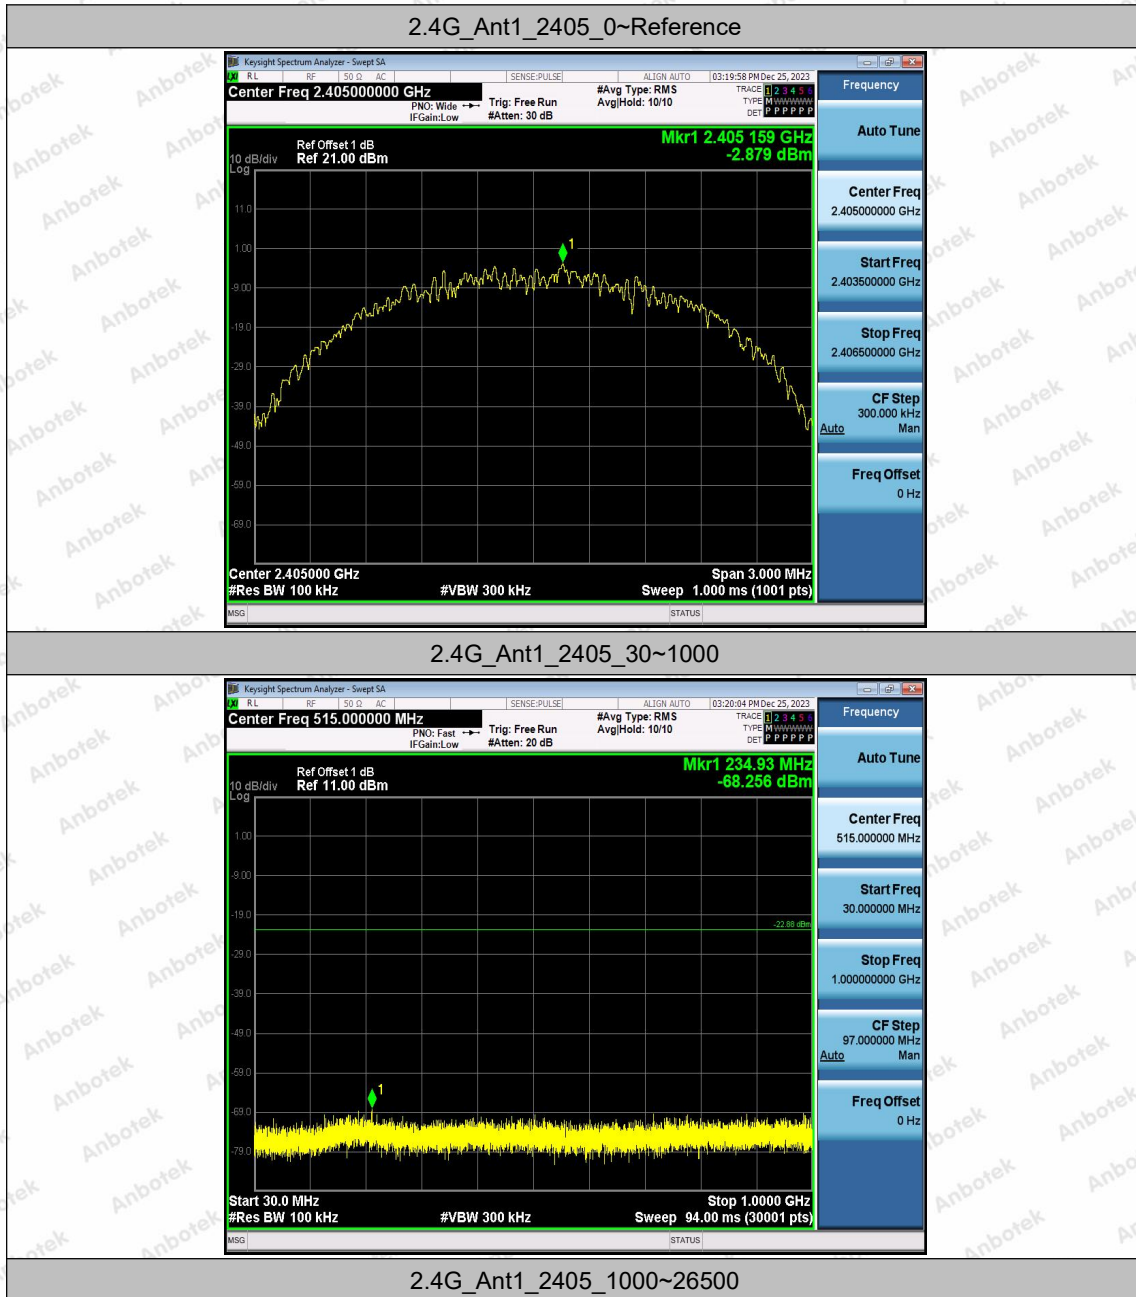 2.4G_Ant1_2405_0~Reference
Keysight Spectrum Analyzer - Swept SA
RL RF 50 Ω AC SENSE:PULSE ALIGN AUTO 03:19:58 PM Dec 25, 2023
Center Freq 2.405000000 GHz #Avg Type: RMS TRACE 1 2 3 4 5 6
PNO: Wide Trig: Free Run Avg|Hold: 10/10 TYPE M WWWWW
IFGain:Low #Atten: 30 dB DET P P P P P P
Frequency
Auto Tune
Mkr1 2.405 159 GHz
-2.879 dBm
Ref Offset 1 dB
10 dB/div Ref 21.00 dBm
Log
11.0
1.00
-9.00
-19.0
-29.0
-39.0
-49.0
-59.0
-69.0
1
Center Freq
2.405000000 GHz
Start Freq
2.403500000 GHz
Stop Freq
2.406500000 GHz
CF Step
300.000 kHz
Auto Man
Freq Offset
0 Hz
Center 2.405000 GHz Span 3.000 MHz
#Res BW 100 kHz #VBW 300 kHz Sweep 1.000 ms (1001 pts)
MSG STATUS
2.4G_Ant1_2405_30~1000
Keysight Spectrum Analyzer - Swept SA
RL RF 50 Ω AC SENSE:PULSE ALIGN AUTO 03:20:04 PM Dec 25, 2023
Center Freq 515.000000 MHz #Avg Type: RMS TRACE 1 2 3 4 5 6
PNO: Fast Trig: Free Run Avg|Hold: 10/10 TYPE M WWWWW
IFGain:Low #Atten: 20 dB DET P P P P P P
Frequency
Auto Tune
Mkr1 234.93 MHz
-68.256 dBm
Ref Offset 1 dB
10 dB/div Ref 11.00 dBm
Log
1.00
-9.00
-19.0
-22.88 dBm
-29.0
-39.0
-49.0
-59.0
-69.0
-79.0
1
Center Freq
515.000000 MHz
Start Freq
30.000000 MHz
Stop Freq
1.000000000 GHz
CF Step
97.000000 MHz
Auto Man
Freq Offset
0 Hz
Start 30.0 MHz Stop 1.0000 GHz
#Res BW 100 kHz #VBW 300 kHz Sweep 94.00 ms (30001 pts)
MSG STATUS
2.4G_Ant1_2405_1000~26500
Anbotek